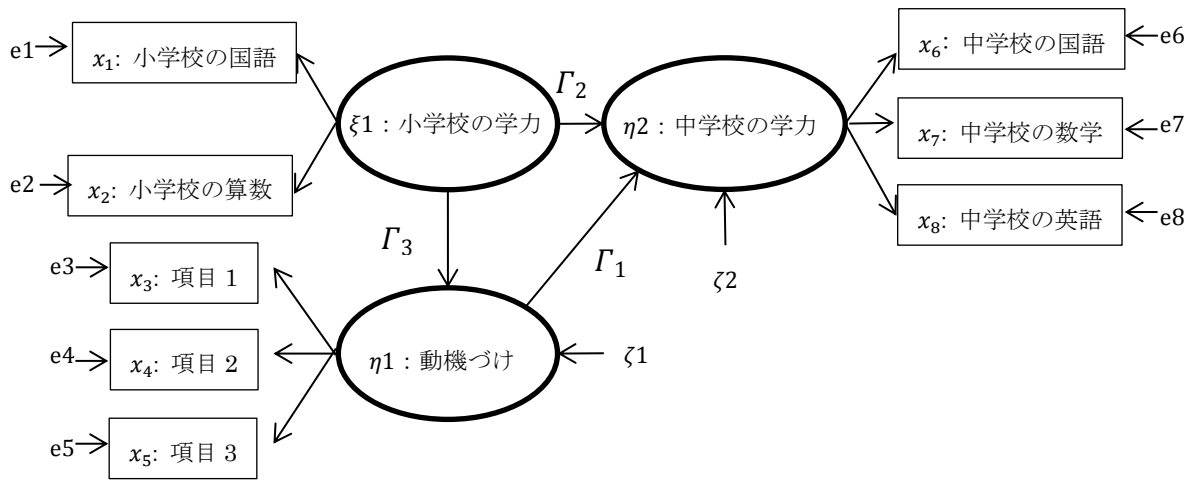 e1
x₁: 小学校の国語
e2
x₂: 小学校の算数
ξ1：小学校の学力
Γ₂
η2：中学校の学力
x₆: 中学校の国語
e6
x₇: 中学校の数学
e7
x₈: 中学校の英語
e8
Γ₃
Γ₁
ζ2
e3
x₃: 項目 1
e4
x₄: 項目 2
e5
x₅: 項目 3
η1：動機づけ
ζ1